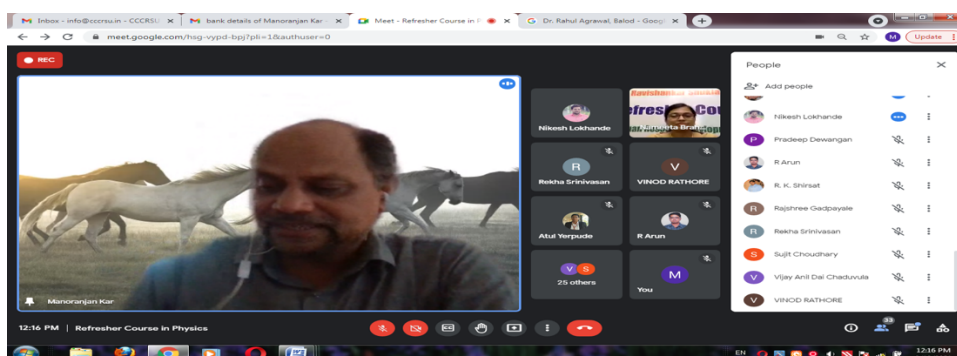 Inbox - info@cccrsu.in - CCCRSU
bank details of Manoranjan Kar
Meet - Refresher Course in P
Dr. Rahul Agrawal, Balod - Goog
meet.google.com/hsg-vypd-bpj?pli=1&authuser=0
M
Update
REC
People
Add people
Nikesh Lokhande
P Pradeep Dewangan
R Arun
R. K. Shirsat
R Rajshree Gadpayale
R Rekha Srinivasan
S Sujit Choudhary
V Vijay Anil Dai Chaduvula
V VINOD RATHORE
Nikesh Lokhande
R
Rekha Srinivasan
V
VINOD RATHORE
Atul Yerpude
R Arun
V S
25 others
M
You
Manoranjan Kar
12:16 PM | Refresher Course in Physics
33
EN
12:16 PM